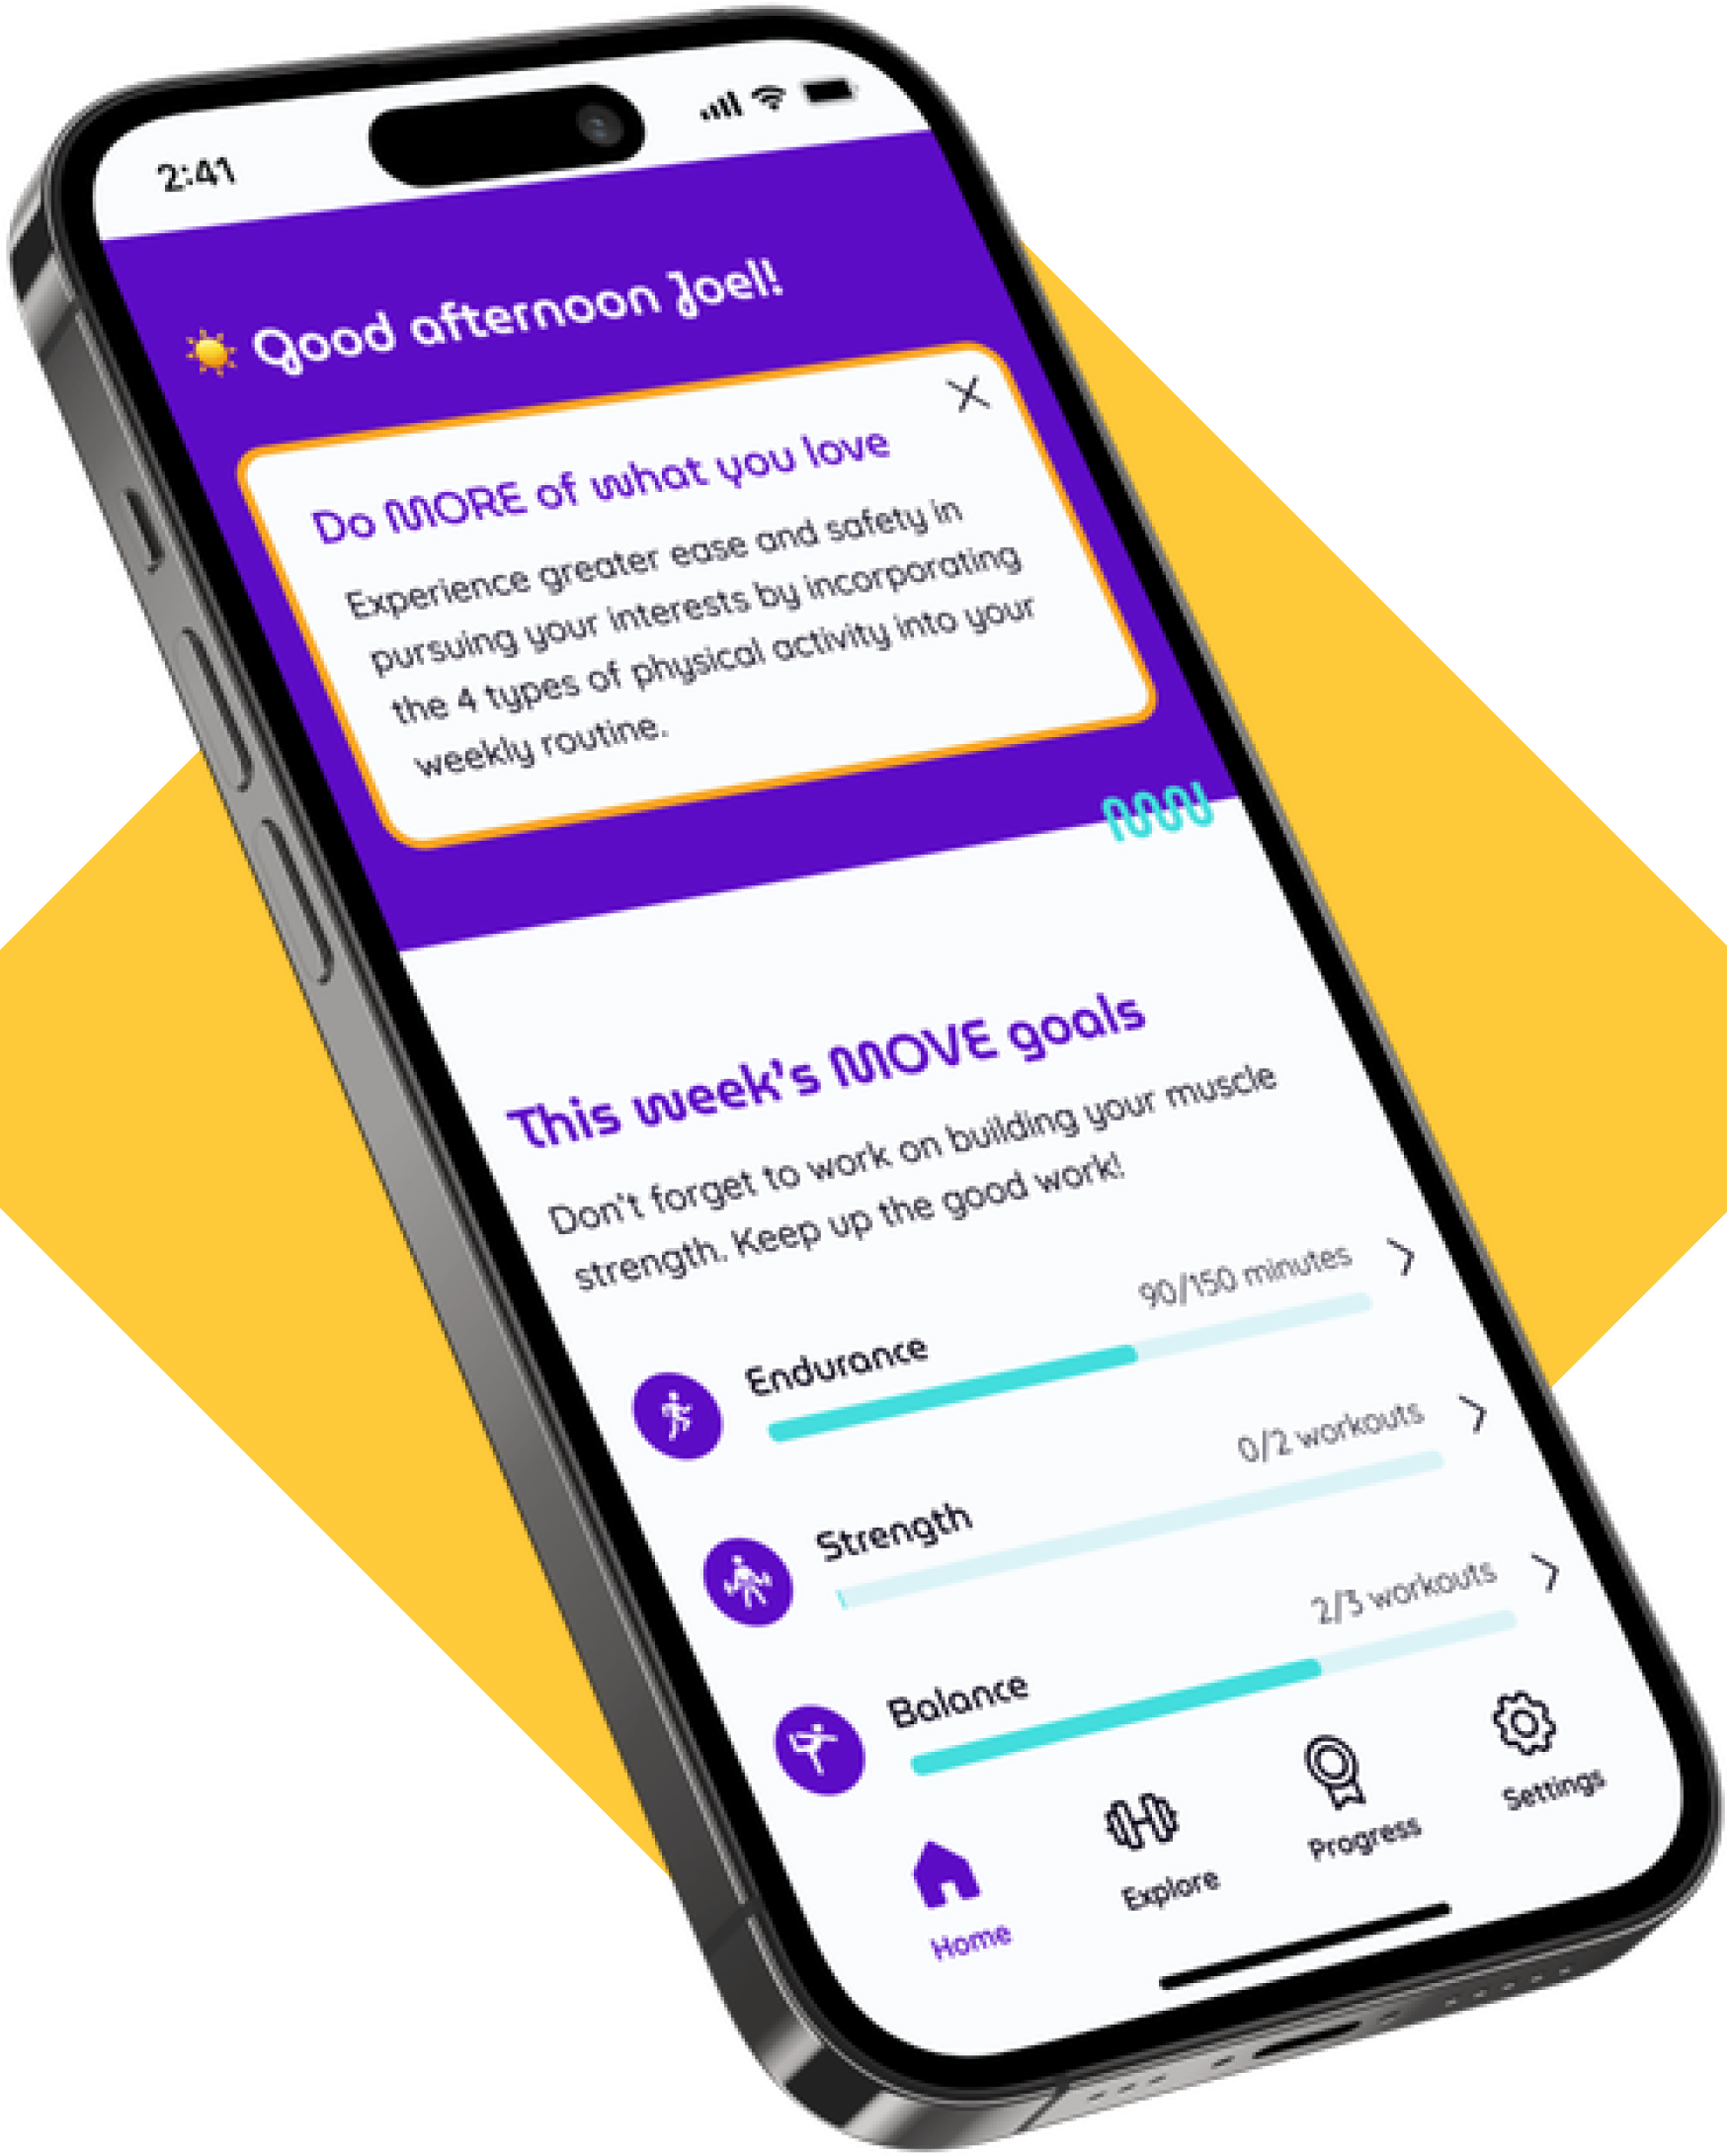 2:41
☀️ Good afternoon Joel!
Do MORE of what you love
Experience greater ease and safety in
pursuing your interests by incorporating
the 4 types of physical activity into your
weekly routine.
This week's MOVE goals
Don't forget to work on building your muscle
strength. Keep up the good work!
Endurance
90/150 minutes
Strength
0/2 workouts
Balance
2/3 workouts
Home
Explore
Progress
Settings